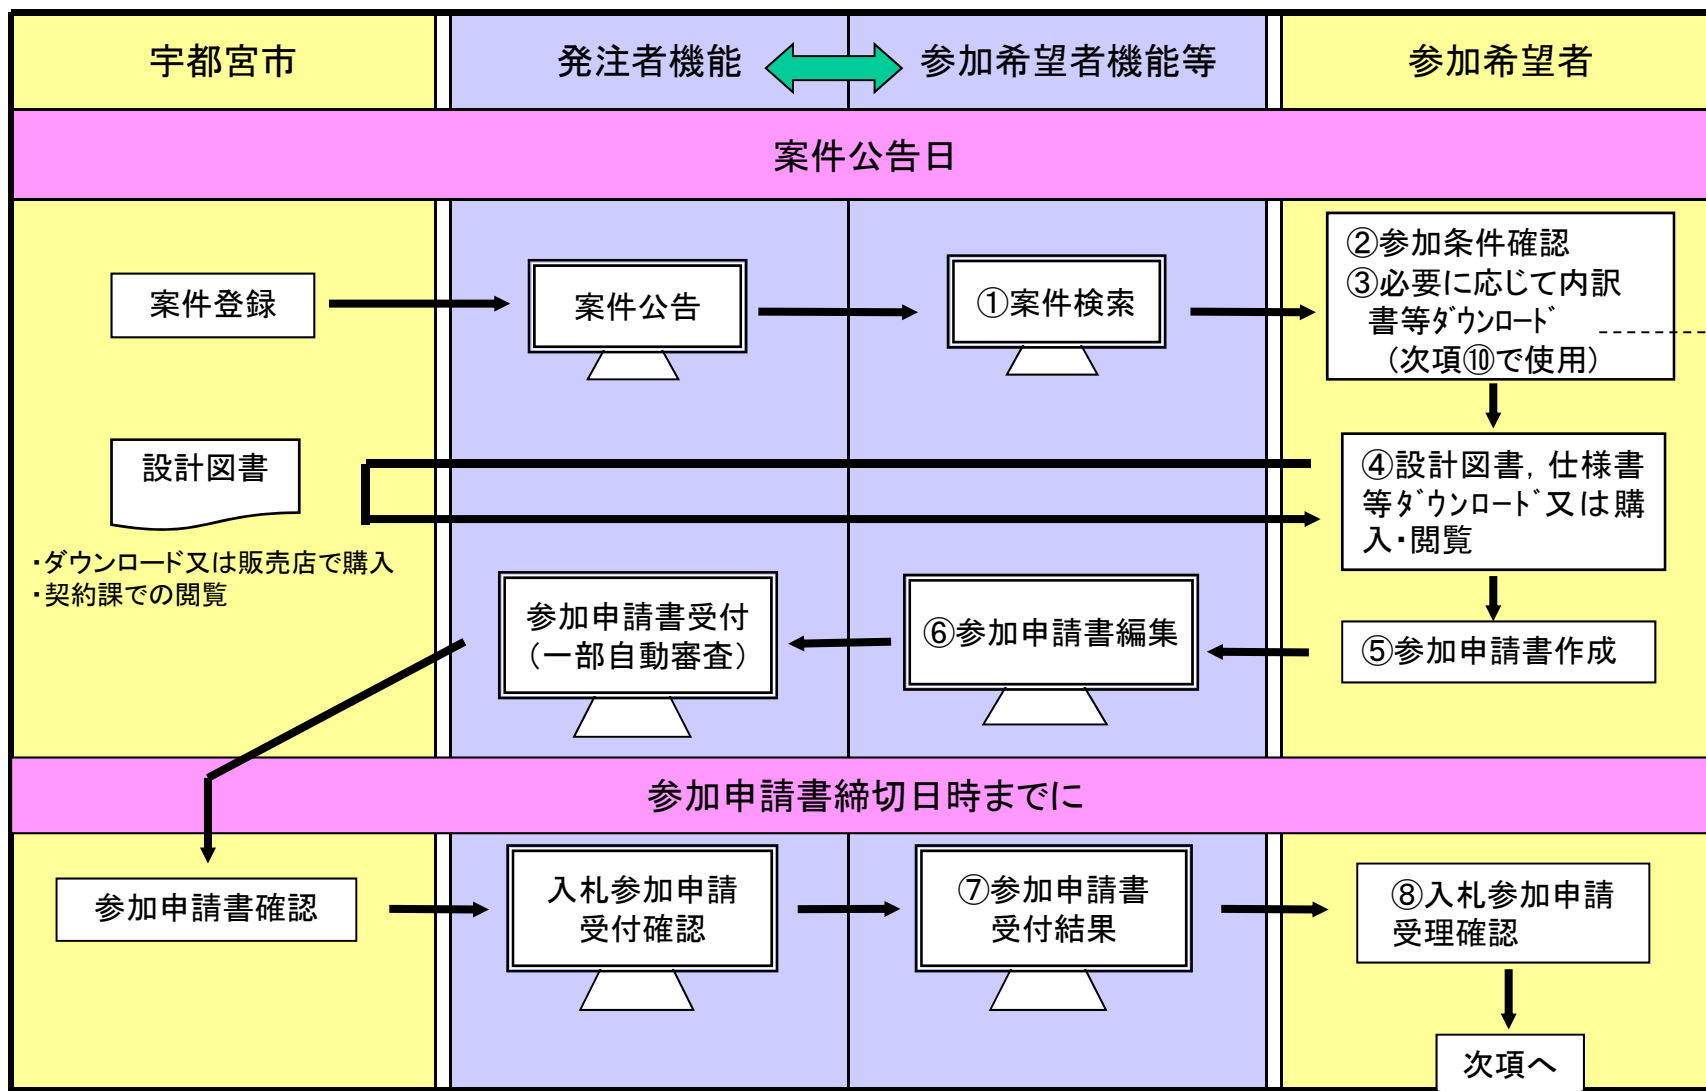 宇都宮市
発注者機能
参加希望者機能等
参加希望者
案件公告日
案件登録
案件公告
①案件検索
②参加条件確認
③必要に応じて内訳
書等ﾀﾞｳﾝﾛｰﾄﾞ
（次項⑩で使用）
設計図書
・ダウンロード又は販売店で購入
・契約課での閲覧
④設計図書，仕様書
等ﾀﾞｳﾝﾛｰﾄﾞ又は購
入・閲覧
参加申請書受付
（一部自動審査）
⑥参加申請書編集
⑤参加申請書作成
参加申請書締切日時までに
参加申請書確認
入札参加申請
受付確認
⑦参加申請書
受付結果
⑧入札参加申請
受理確認
次項へ